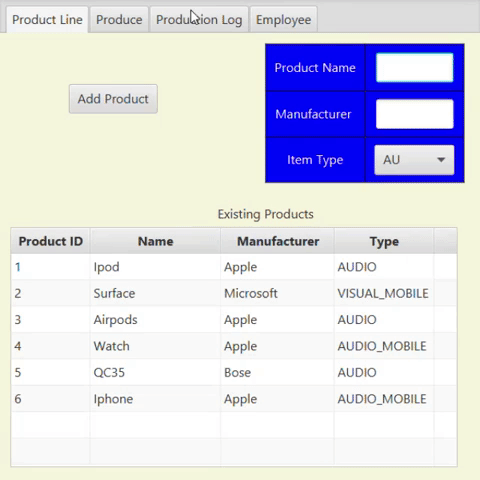 Product Line Produce Production Log Employee
Product Name
Add Product
Manufacturer
Item Type AU
Existing Products
Product ID Name Manufacturer Type
1 Ipod Apple AUDIO
2 Surface Microsoft VISUAL_MOBILE
3 Airpods Apple AUDIO
4 Watch Apple AUDIO_MOBILE
5 QC35 Bose AUDIO
6 Iphone Apple AUDIO_MOBILE